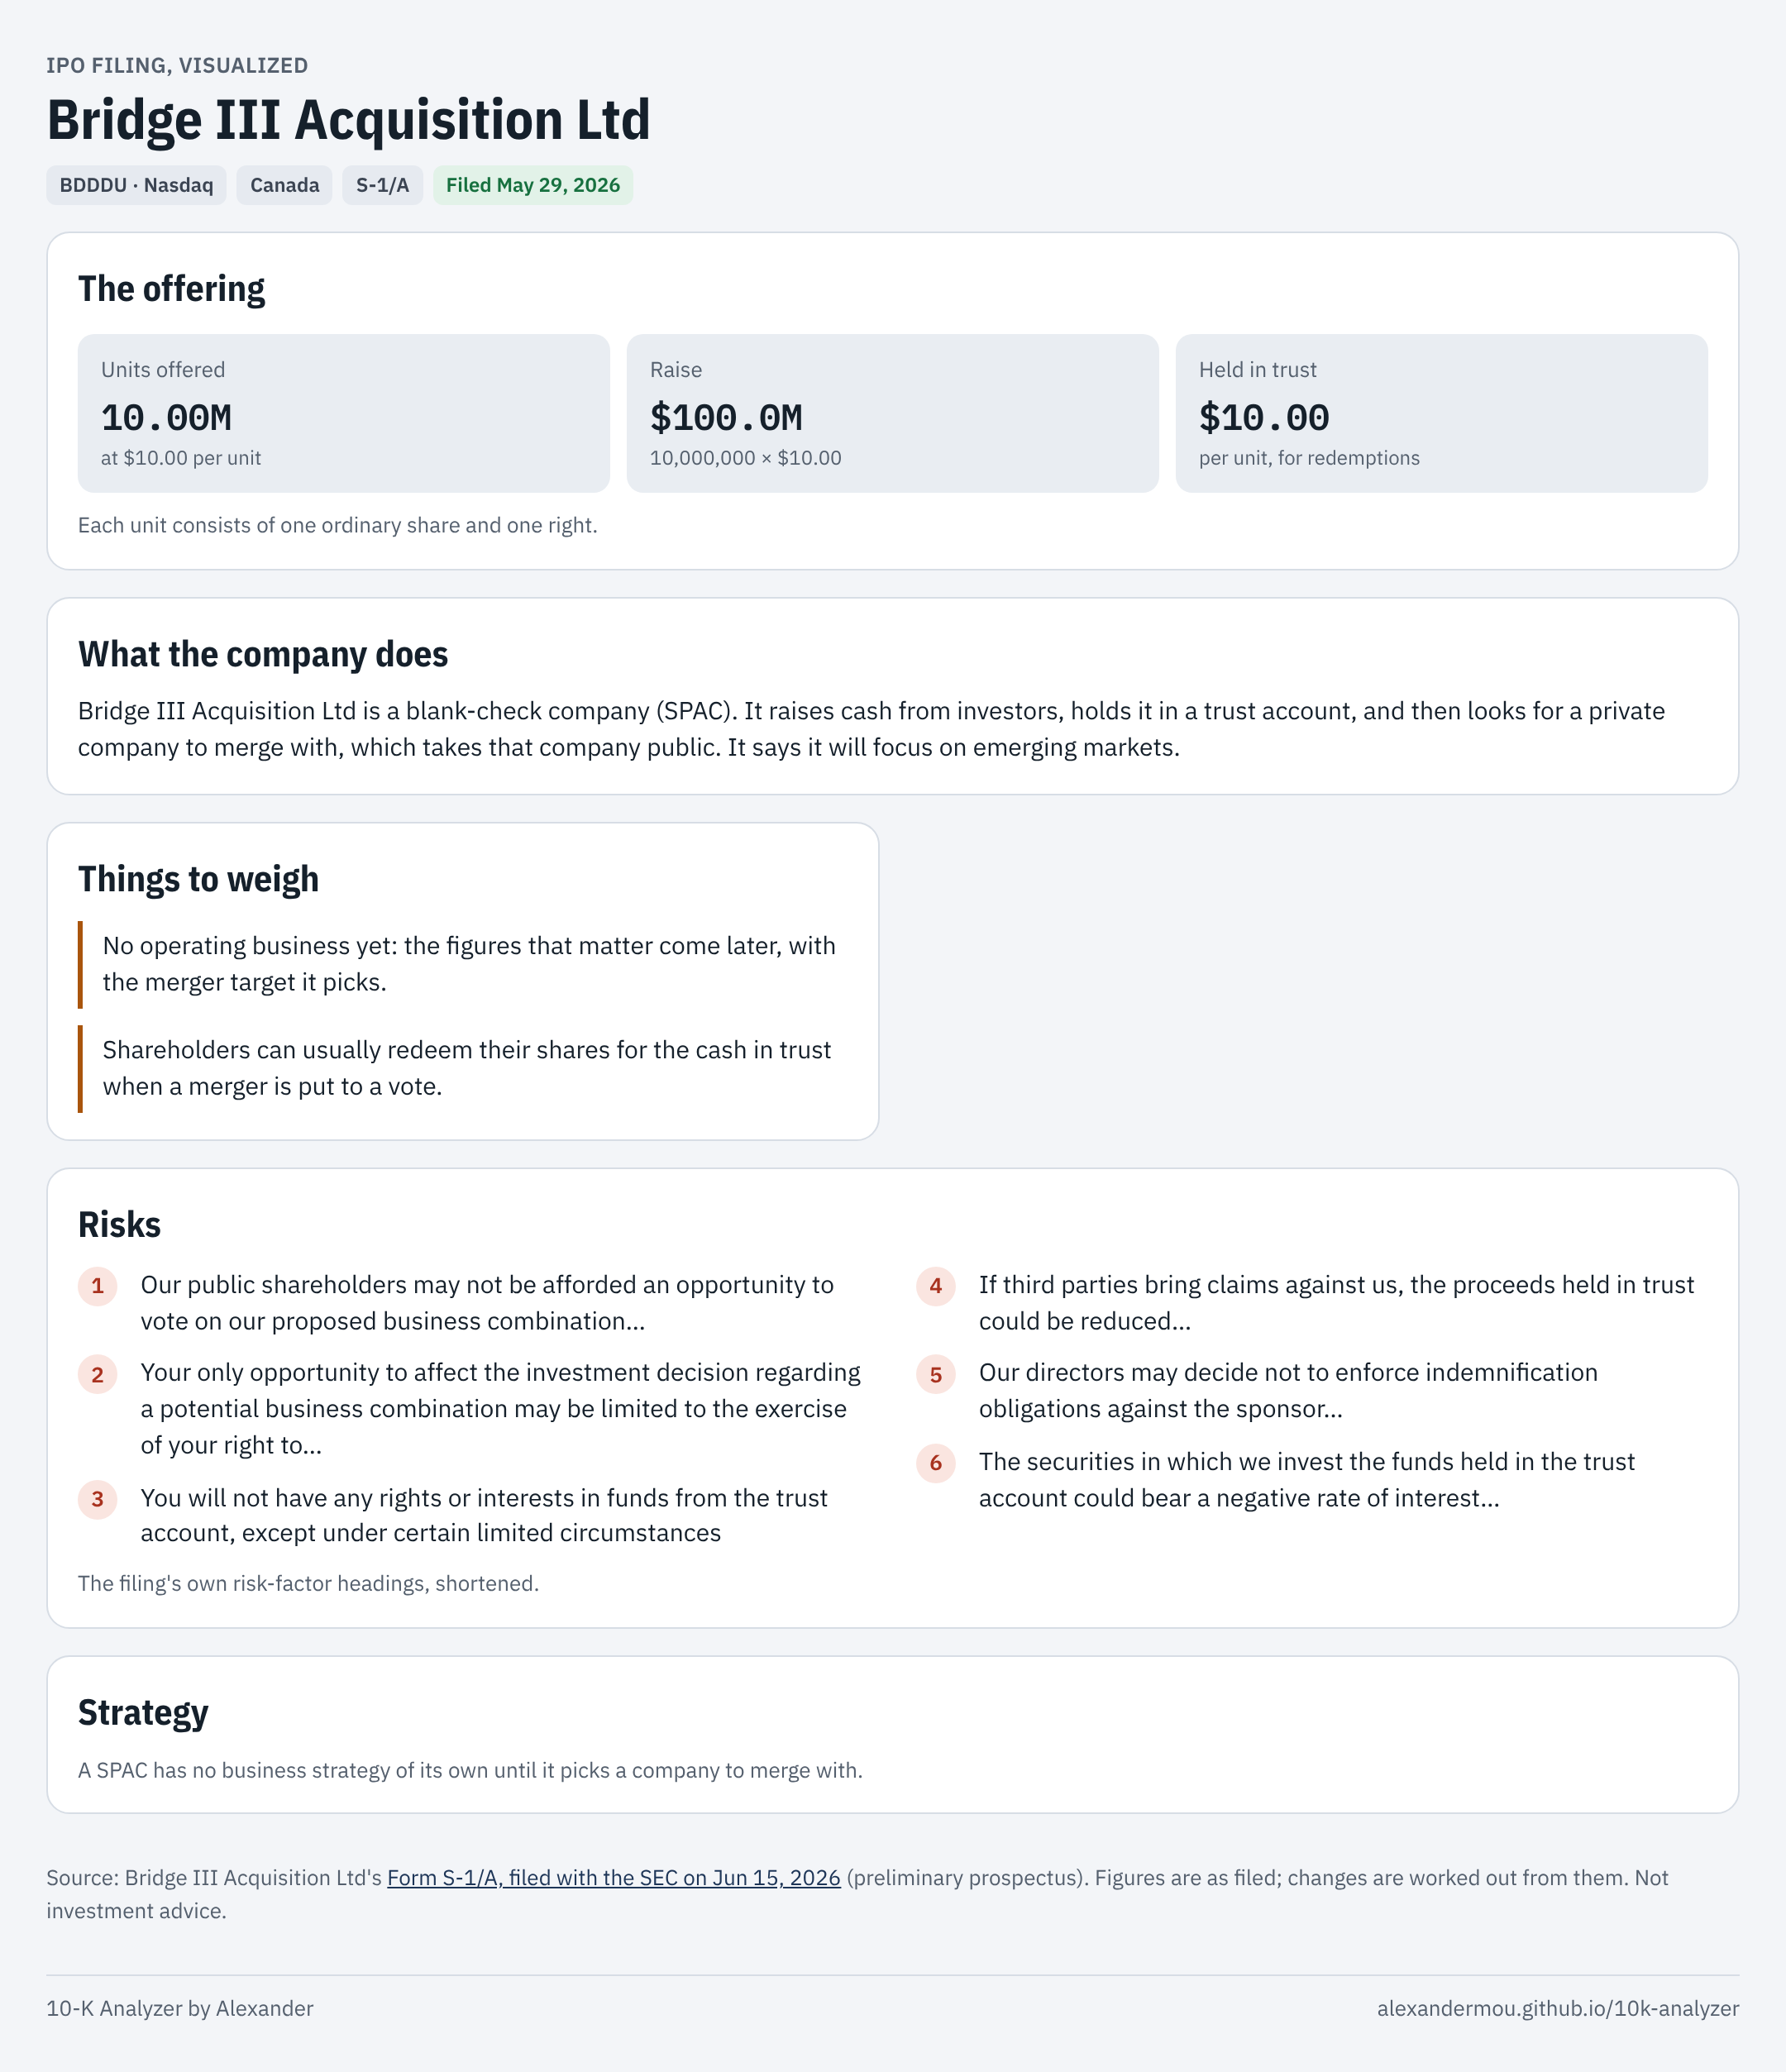 IPO FILING, VISUALIZED
Bridge III Acquisition Ltd
BDDDU · Nasdaq
Canada
S-1/A
Filed May 29, 2026
The offering
Units offered
10.00M
at $10.00 per unit
Raise
$100.0M
10,000,000 × $10.00
Held in trust
$10.00
per unit, for redemptions
Each unit consists of one ordinary share and one right.
What the company does
Bridge III Acquisition Ltd is a blank-check company (SPAC). It raises cash from investors, holds it in a trust account, and then looks for a private
company to merge with, which takes that company public. It says it will focus on emerging markets.
Things to weigh
No operating business yet: the figures that matter come later, with
the merger target it picks.
Shareholders can usually redeem their shares for the cash in trust
when a merger is put to a vote.
Risks
1 Our public shareholders may not be afforded an opportunity to
vote on our proposed business combination...
2 Your only opportunity to affect the investment decision regarding
a potential business combination may be limited to the exercise
of your right to...
3 You will not have any rights or interests in funds from the trust
account, except under certain limited circumstances
4 If third parties bring claims against us, the proceeds held in trust
could be reduced...
5 Our directors may decide not to enforce indemnification
obligations against the sponsor...
6 The securities in which we invest the funds held in the trust
account could bear a negative rate of interest...
The filing's own risk-factor headings, shortened.
Strategy
A SPAC has no business strategy of its own until it picks a company to merge with.
Source: Bridge III Acquisition Ltd's Form S-1/A, filed with the SEC on Jun 15, 2026 (preliminary prospectus). Figures are as filed; changes are worked out from them. Not
investment advice.
10-K Analyzer by Alexander
alexandermou.github.io/10k-analyzer